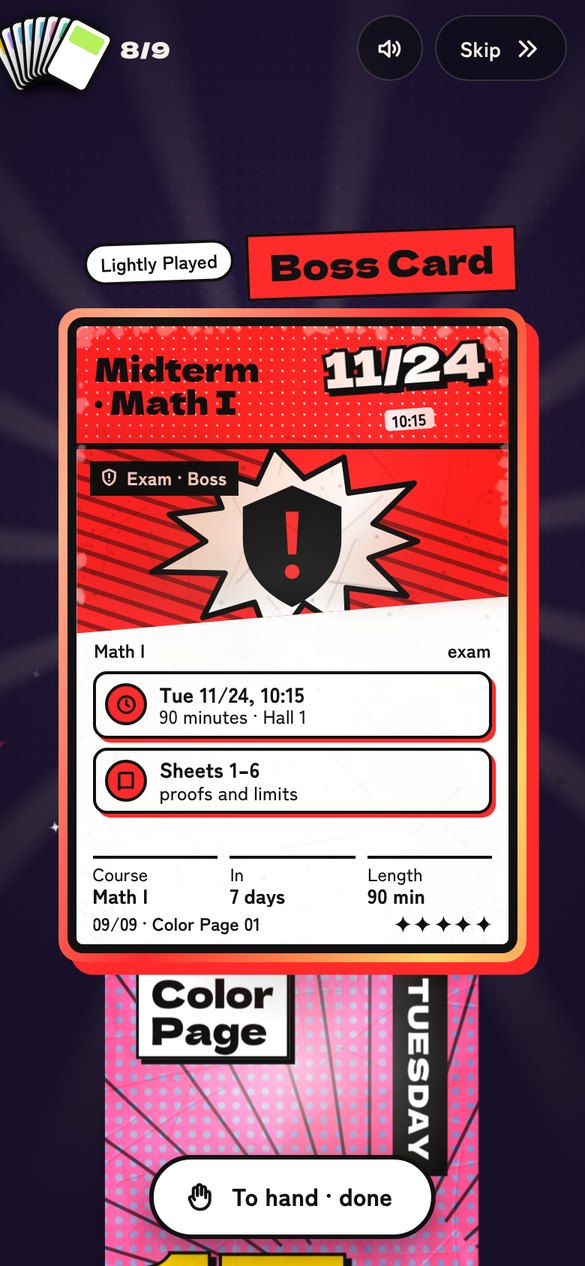 8/9
Skip
Lightly Played
Boss Card
Midterm
· Math I
11/24
10:15
Exam · Boss
Math I
exam
Tue 11/24, 10:15
90 minutes · Hall 1
Sheets 1–6
proofs and limits
Course
Math I
In
7 days
Length
90 min
09/09 · Color Page 01
Color
Page
TUESDAY
To hand · done